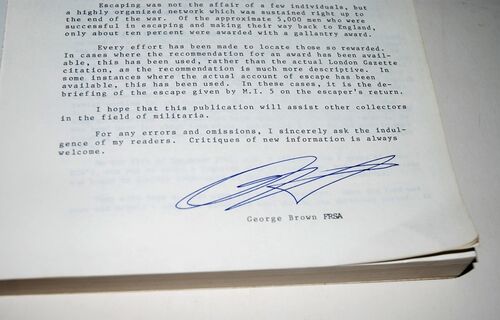 Escaping was not the affair of a few individuals, but
a highly organized network which was sustained right up to
the end of the war. Of the approximate 5,000 men who were
successful in escaping and making their way back to England,
only about ten percent were awarded with a gallantry award.
Every effort has been made to locate those so rewarded.
In cases where the recommendation for an award has been avail-
able, this has been used, rather than the actual London Gazette
citation, as the recommendation is much more descriptive. In
some instances where the actual account of escape has been
available, this has been used. In these cases, it is the de-
briefing of the escape given by M.I. 5 on the escaper's return.
I hope that this publication will assist other collectors
in the field of militaria.
For any errors and omissions, I sincerely ask the indul-
gence of my readers. Critiques of new information is always
welcome.
George Brown FRSA